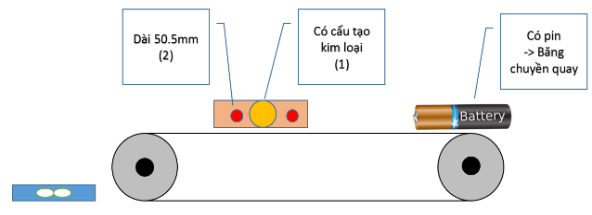 Dài 50.5mm
(2)
Có cấu tạo
kim loại
(1)
Có pin
-> Băng
chuyền quay
Battery